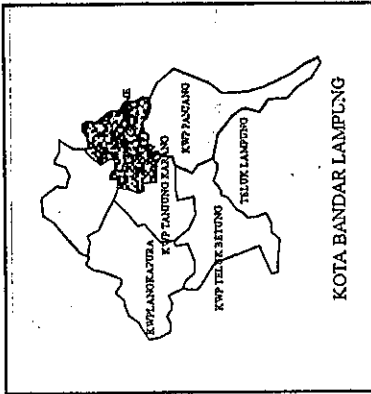 KWP LANGKAPURA
KWP TANJUNG KARANG
KWP PANJANG
KWP TELUK BETUNG
TELUK LAMPUNG
KOTA BANDAR LAMPUNG